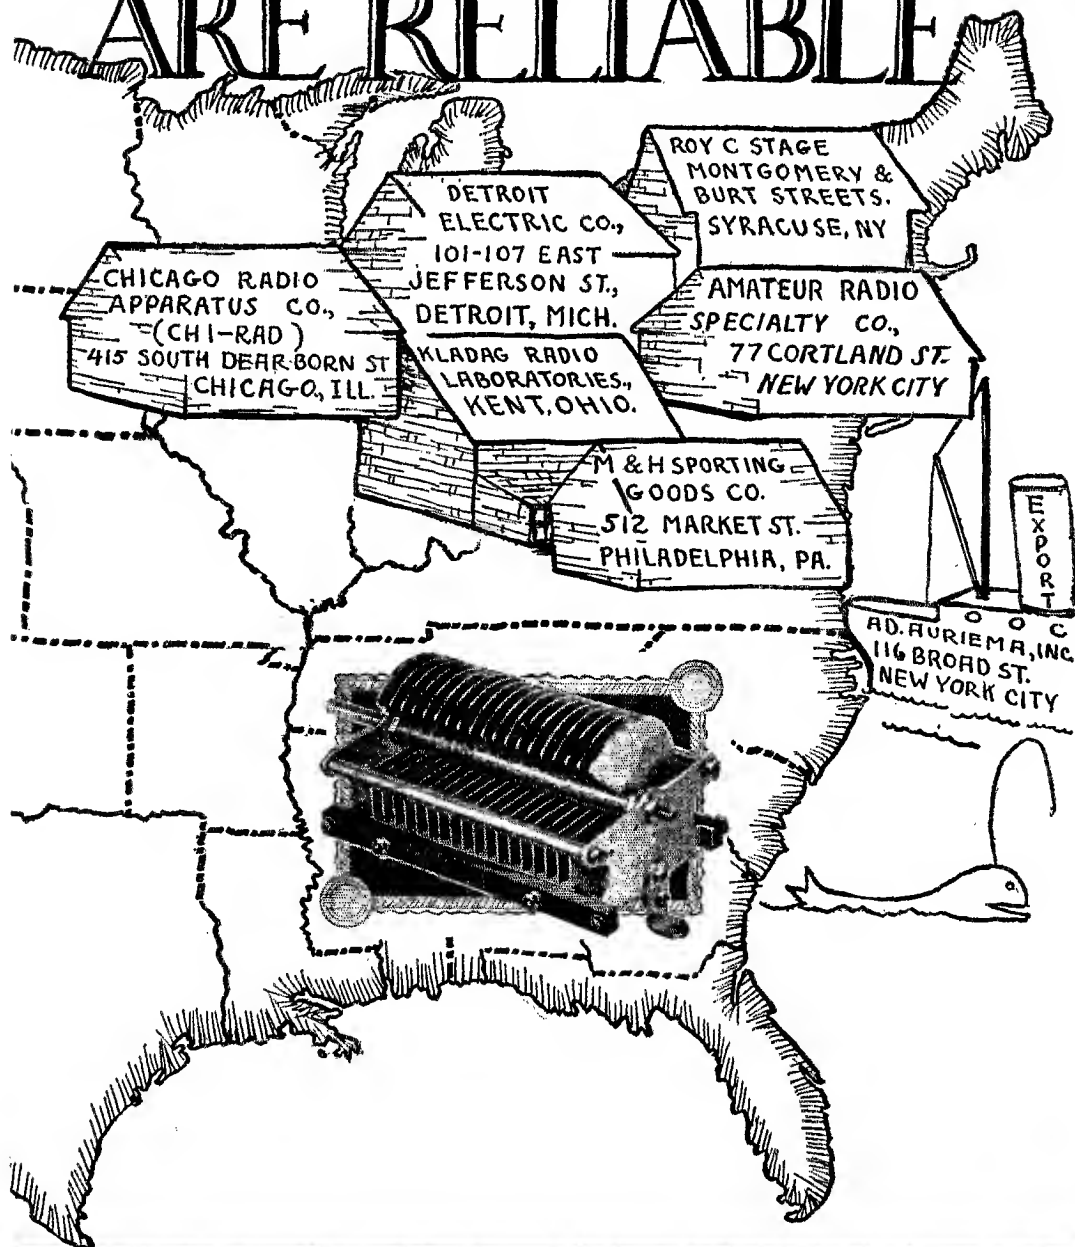 ARE RELIABLE
ROY C STAGE
MONTGOMERY &
BURT STREETS.
SYRACUSE, NY
DETROIT
ELECTRIC CO.,
101-107 EAST
JEFFERSON ST.,
DETROIT, MICH.
CHICAGO RADIO
APPARATUS CO.,
(CHI-RAD)
415 SOUTH DEARBORN ST
CHICAGO, ILL.
AMATEUR RADIO
SPECIALTY CO.,
77 CORTLAND ST.
NEW YORK CITY
KLADAG RADIO
LABORATORIES.,
KENT, OHIO.
M & H SPORTING
GOODS CO.
512 MARKET ST.
PHILADELPHIA, PA.
EXPORT
AD. AURIEMA, INC.
116 BROAD ST.
NEW YORK CITY